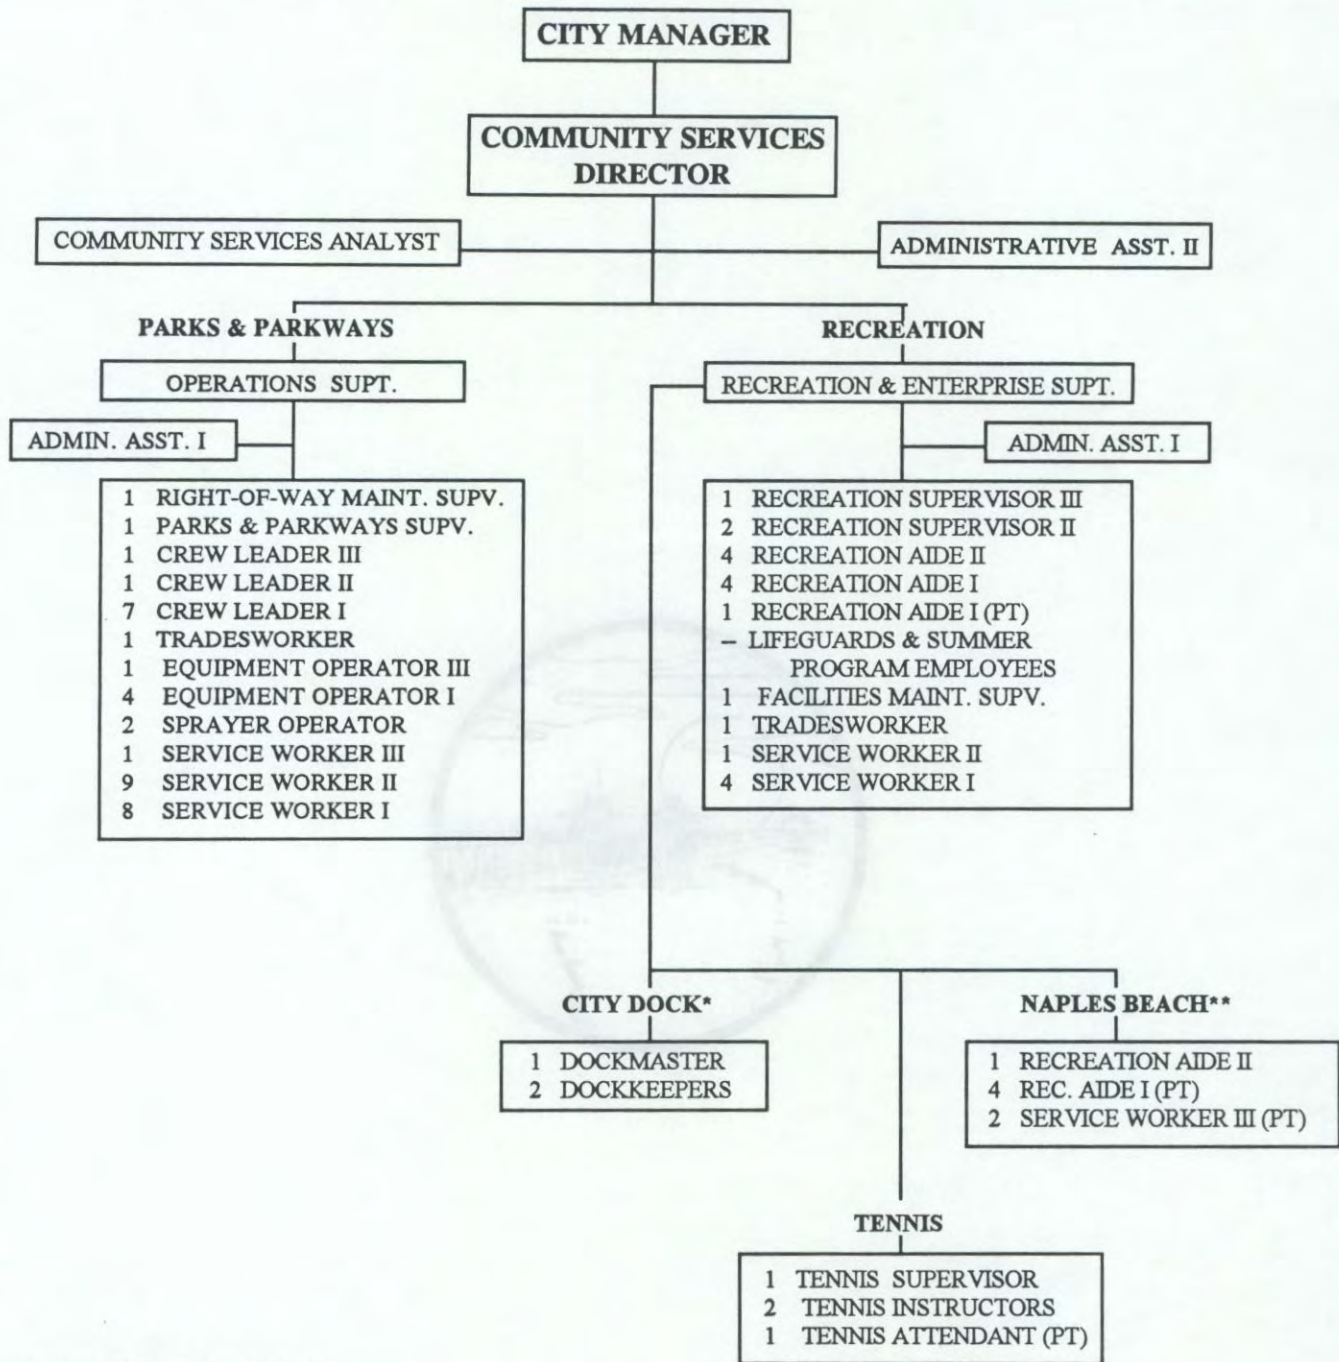 CITY MANAGER
COMMUNITY SERVICES
DIRECTOR
COMMUNITY SERVICES ANALYST
ADMINISTRATIVE ASST. II
PARKS & PARKWAYS
OPERATIONS SUPT.
ADMIN. ASST. I
1 RIGHT-OF-WAY MAINT. SUPV.
1 PARKS & PARKWAYS SUPV.
1 CREW LEADER III
1 CREW LEADER II
7 CREW LEADER I
1 TRADESWORKER
1 EQUIPMENT OPERATOR III
4 EQUIPMENT OPERATOR I
2 SPRAYER OPERATOR
1 SERVICE WORKER III
9 SERVICE WORKER II
8 SERVICE WORKER I
RECREATION
RECREATION & ENTERPRISE SUPT.
ADMIN. ASST. I
1 RECREATION SUPERVISOR III
2 RECREATION SUPERVISOR II
4 RECREATION AIDE II
4 RECREATION AIDE I
1 RECREATION AIDE I (PT)
– LIFEGUARDS & SUMMER
PROGRAM EMPLOYEES
1 FACILITIES MAINT. SUPV.
1 TRADESWORKER
1 SERVICE WORKER II
4 SERVICE WORKER I
CITY DOCK*
1 DOCKMASTER
2 DOCKKEEPERS
NAPLES BEACH**
1 RECREATION AIDE II
4 REC. AIDE I (PT)
2 SERVICE WORKER III (PT)
TENNIS
1 TENNIS SUPERVISOR
2 TENNIS INSTRUCTORS
1 TENNIS ATTENDANT (PT)